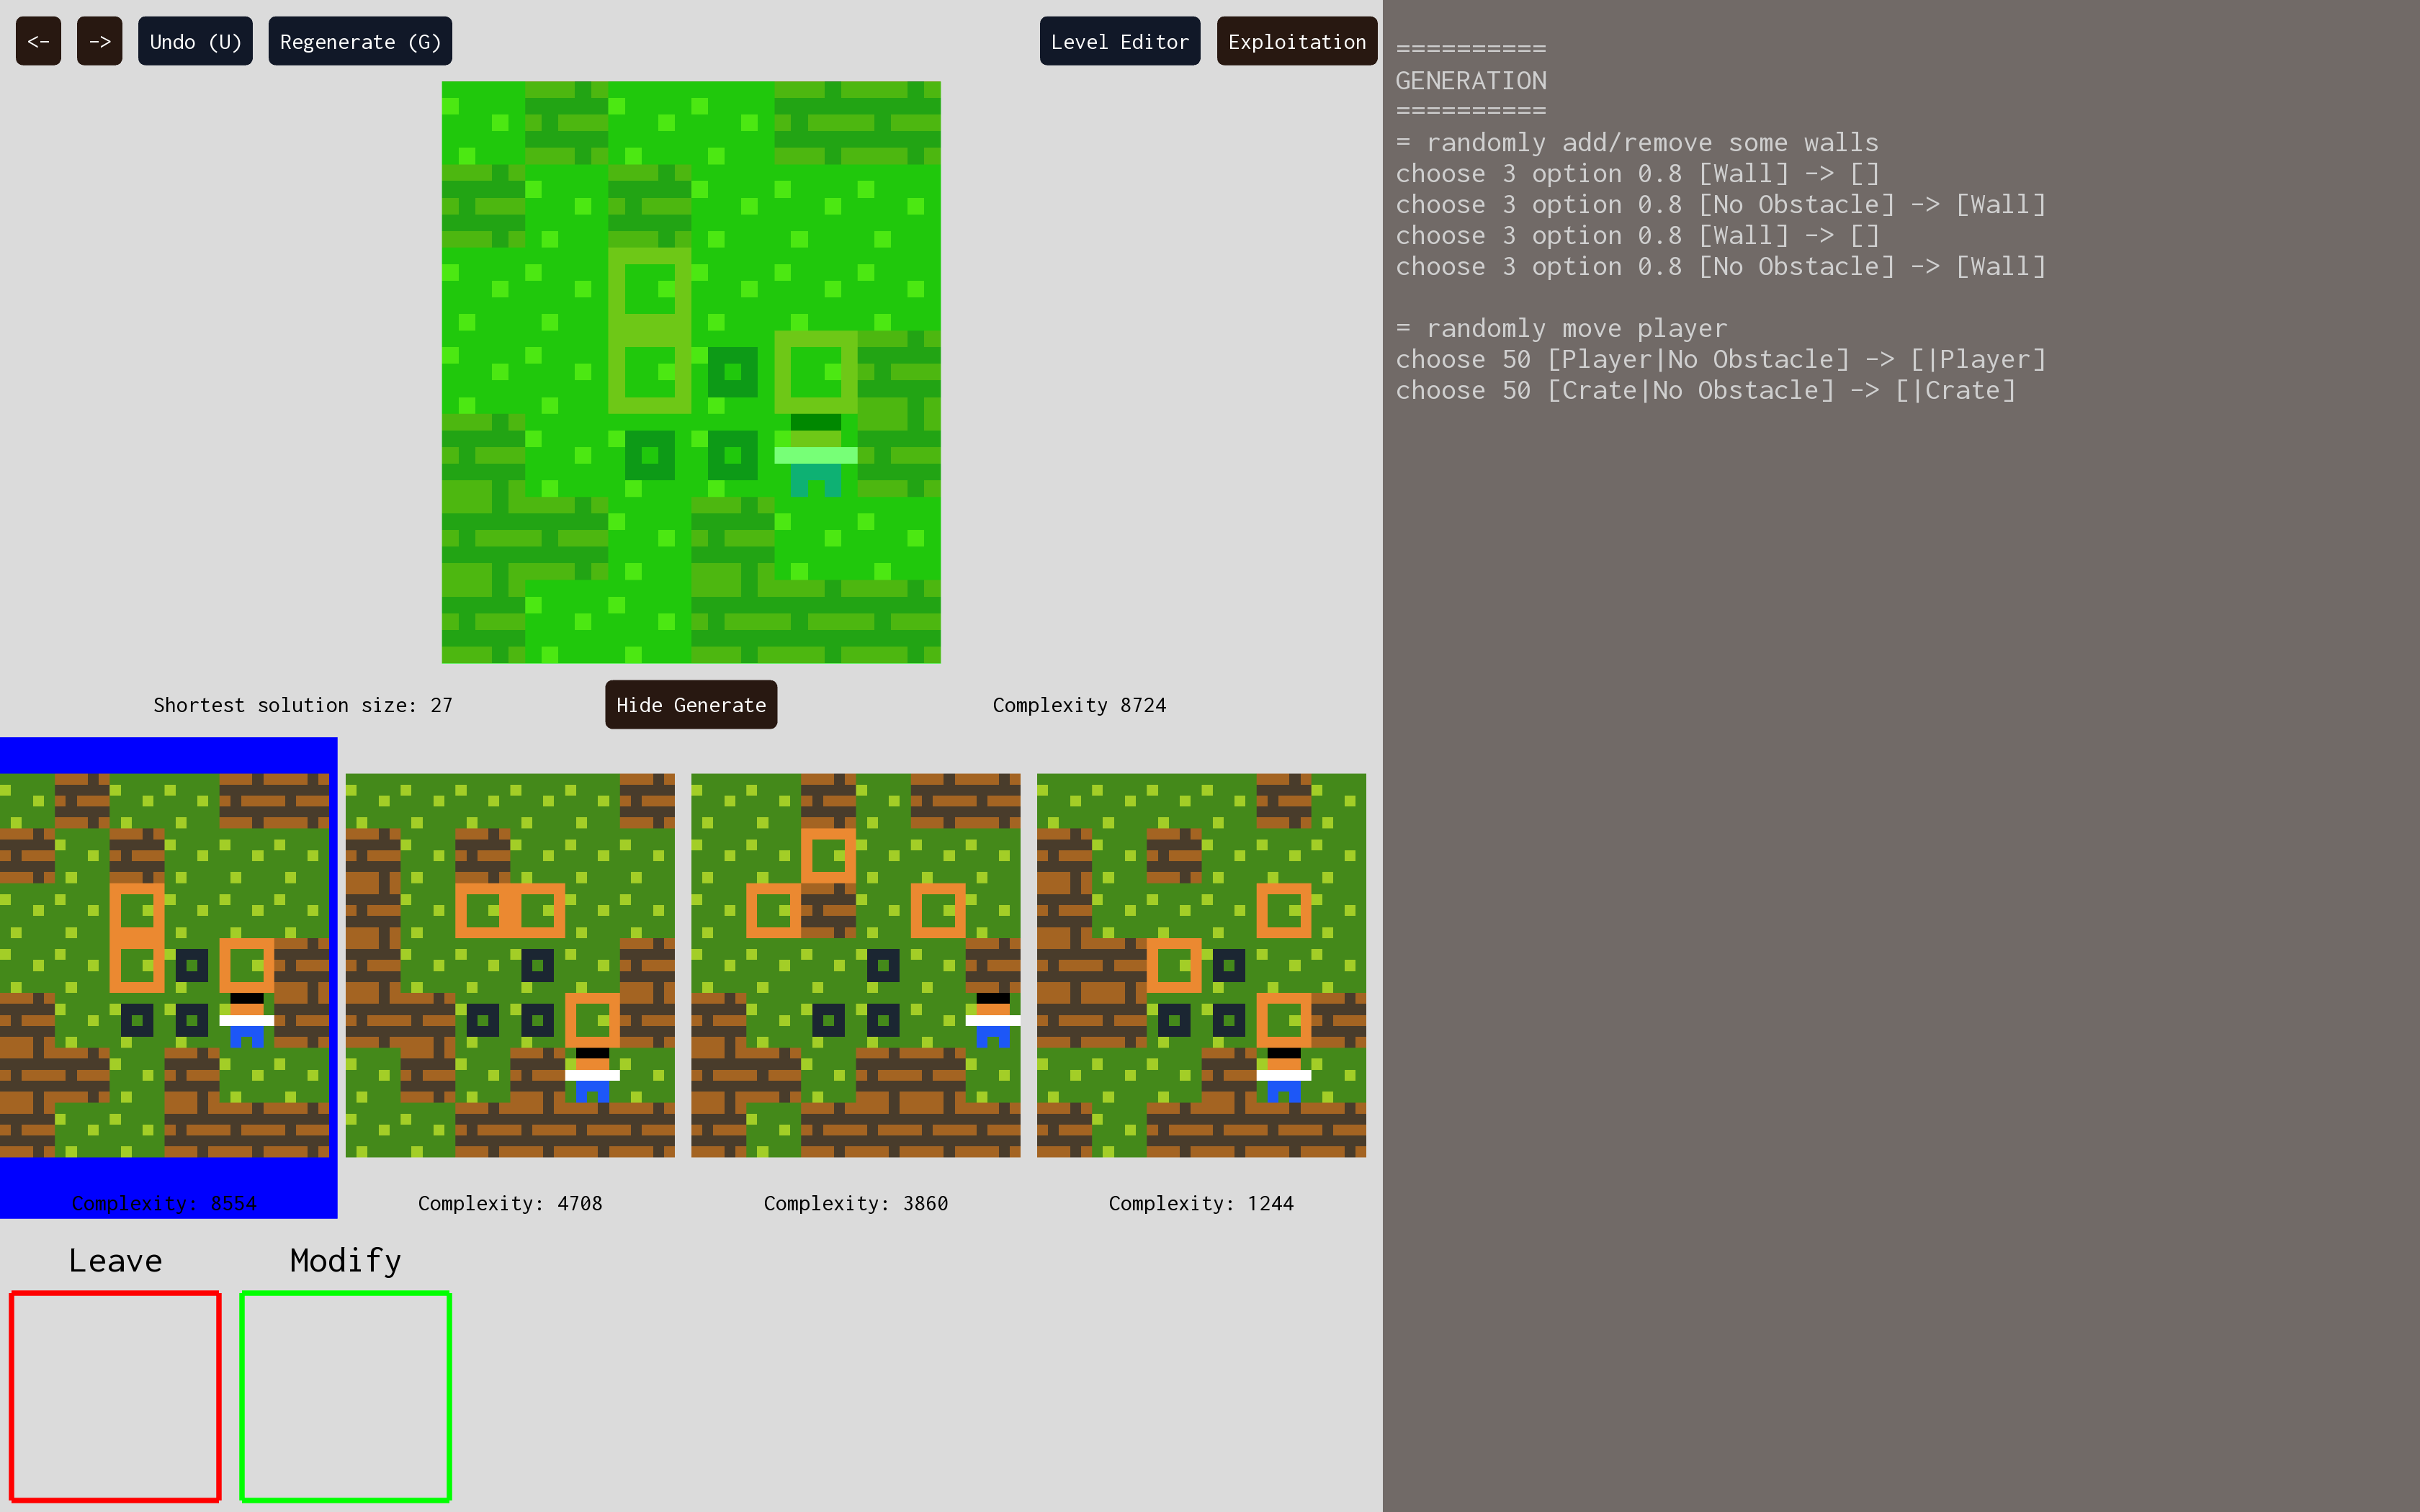 <- -> Undo (U) Regenerate (G) Level Editor Exploitation
Shortest solution size: 27 Hide Generate Complexity 8724
Complexity: 8554 Complexity: 4708 Complexity: 3860 Complexity: 1244
Leave Modify
==========
GENERATION
==========
= randomly add/remove some walls
choose 3 option 0.8 [Wall] -> []
choose 3 option 0.8 [No Obstacle] -> [Wall]
choose 3 option 0.8 [Wall] -> []
choose 3 option 0.8 [No Obstacle] -> [Wall]
= randomly move player
choose 50 [Player|No Obstacle] -> [|Player]
choose 50 [Crate|No Obstacle] -> [|Crate]